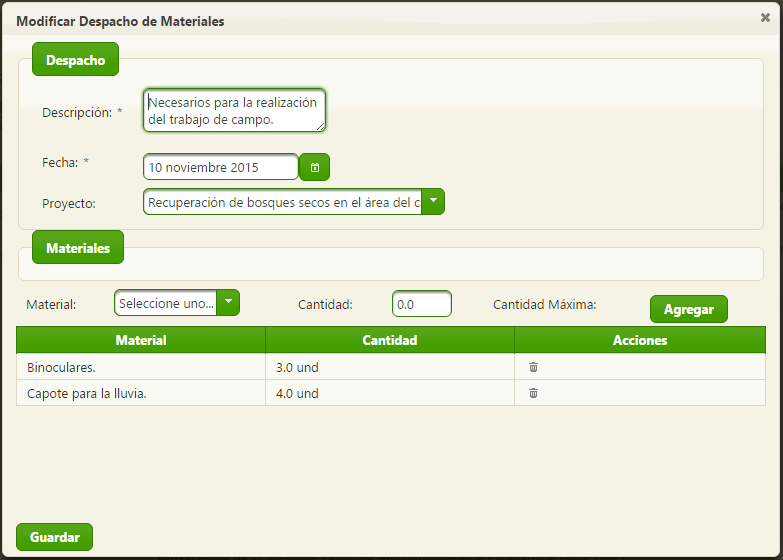 Modificar Despacho de Materiales
Despacho
Descripción: * Necesarios para la realización
del trabajo de campo.
Fecha: * 10 noviembre 2015
Proyecto: Recuperación de bosques secos en el área del c
Materiales
Material: Seleccione uno... Cantidad: 0.0 Cantidad Máxima: Agregar
Material Cantidad Acciones
Binoculares. 3.0 und
Capote para la lluvia. 4.0 und
Guardar